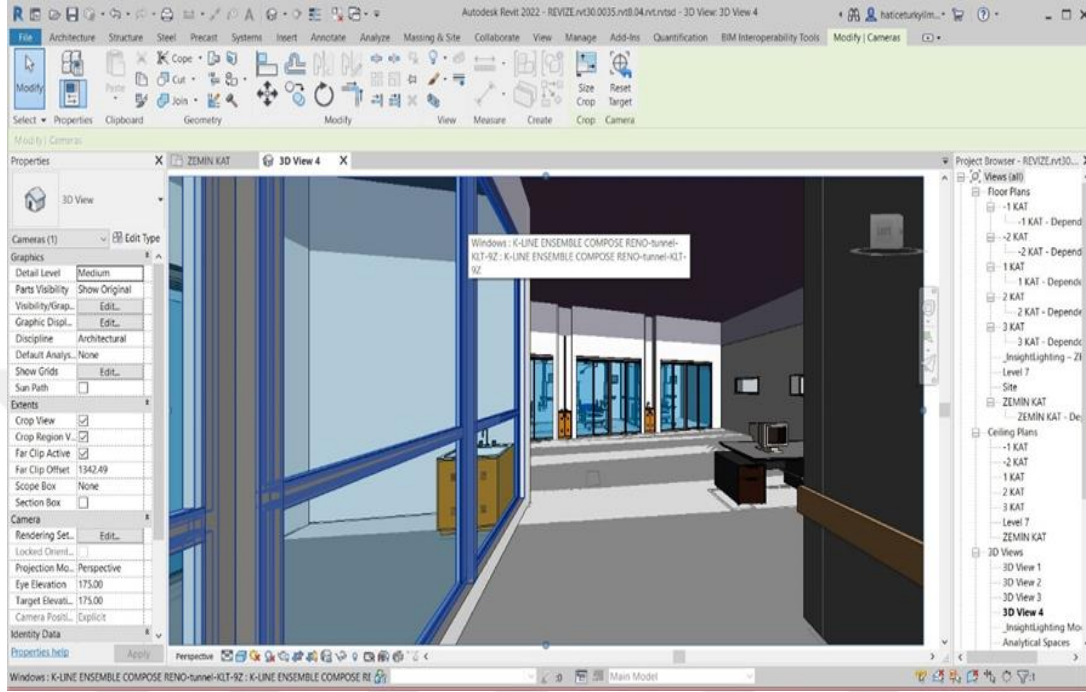 Autodesk Revit 2022 - REVIZE.rvt30.0035.rvt8.04.rvt.rvtsd - 3D View: 3D View 4
haticeturkyilm...
File Architecture Structure Steel Precast Systems Insert Annotate Analyze Massing & Site Collaborate View Manage Add-Ins Quantification BIM Interoperability Tools Modify | Cameras
Modify
Paste
Cope
Cut
Join
Size Crop
Reset Target
Select Properties Clipboard Geometry Modify View Measure Create Crop Camera
Modify | Cameras
Properties X
ZEMİN KAT
3D View 4 X
Project Browser - REVIZE.rvt30...
3D View
Cameras (1) Edit Type
Graphics
Detail Level Medium
Parts Visibility Show Original
Visibility/Grap... Edit...
Graphic Displ... Edit...
Discipline Architectural
Default Analys... None
Show Grids Edit...
Sun Path
Extents
Crop View
Crop Region V...
Far Clip Active
Far Clip Offset 1342.49
Scope Box None
Section Box
Camera
Rendering Set... Edit...
Locked Orient...
Projection Mo... Perspective
Eye Elevation 175.00
Target Elevati... 175.00
Camera Positi... Explicit
Identity Data
Properties help Apply
Windows : K-LINE ENSEMBLE COMPOSE RENO-tunnel-
KLT-9Z : K-LINE ENSEMBLE COMPOSE RENO-tunnel-KLT-
9Z
Views (all)
Floor Plans
-1 KAT
-1 KAT - Depend
-2 KAT
-2 KAT - Depend
1 KAT
1 KAT - Depende
2 KAT
2 KAT - Depende
3 KAT
3 KAT - Depende
_InsightLighting - ZE
Level 7
Site
ZEMİN KAT
ZEMİN KAT - De
Ceiling Plans
-1 KAT
-2 KAT
1 KAT
2 KAT
3 KAT
Level 7
ZEMİN KAT
3D Views
3D View 1
3D View 2
3D View 3
3D View 4
_InsightLighting Mo
Analytical Spaces
Perspective
Windows : K-LINE ENSEMBLE COMPOSE RENO-tunnel-KLT-9Z : K-LINE ENSEMBLE COMPOSE RE
:0
Main Model
:1